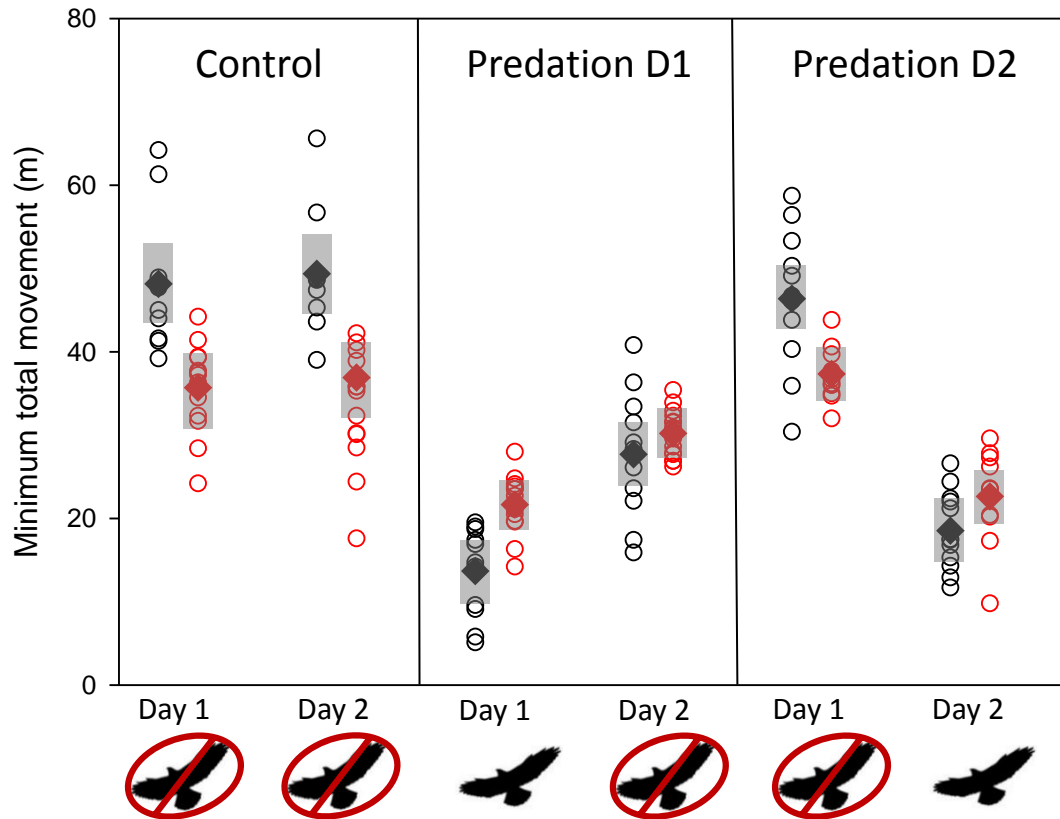 Minimum total movement (m)
80
60
40
20
0
Control
Predation D1
Predation D2
Day 1
Day 2
Day 1
Day 2
Day 1
Day 2